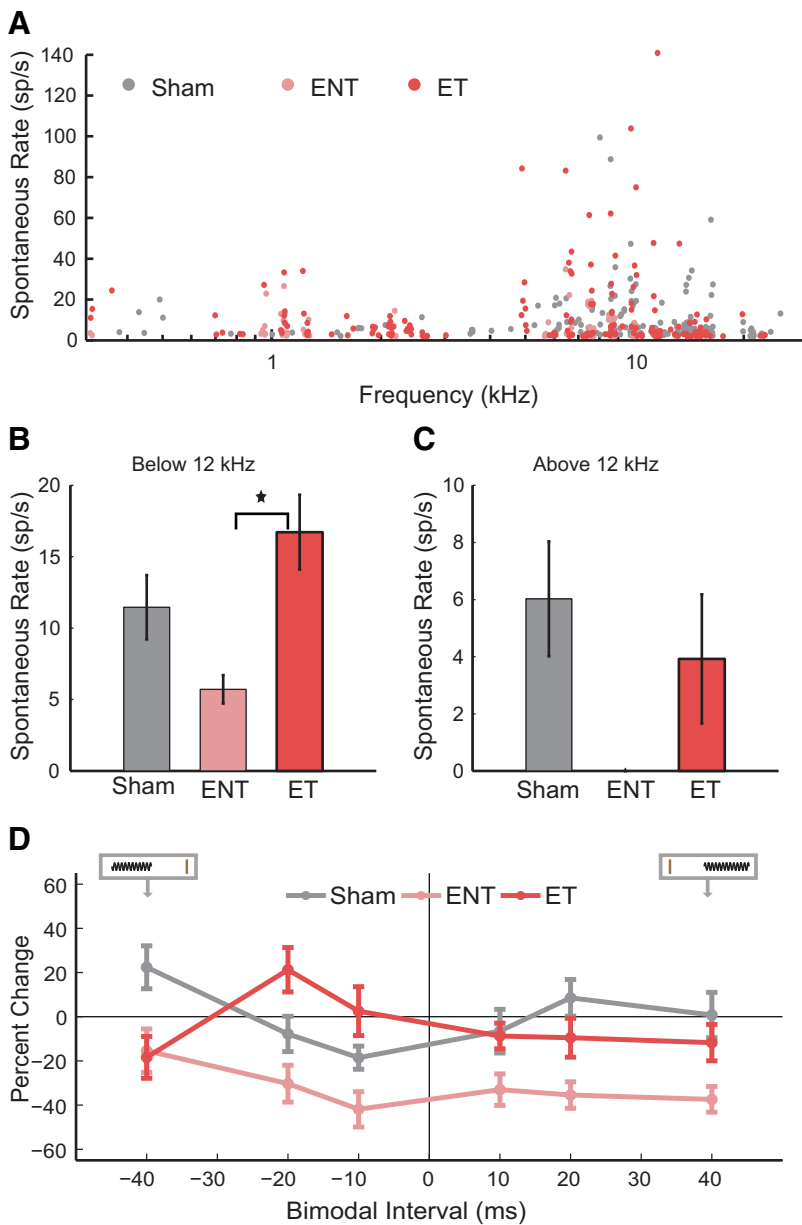 A
Spontaneous Rate (sp/s)
140
120
100
80
60
40
20
0
Sham ENT ET
1 10
Frequency (kHz)
B
Below 12 kHz
Spontaneous Rate (sp/s)
20
15
10
5
0
Sham ENT ET
C
Above 12 kHz
Spontaneous Rate (sp/s)
10
8
6
4
2
0
Sham ENT ET
D
Sham ENT ET
Percent Change
60
40
20
0
−20
−40
−60
−40 −30 −20 −10 0 10 20 30 40
Bimodal Interval (ms)